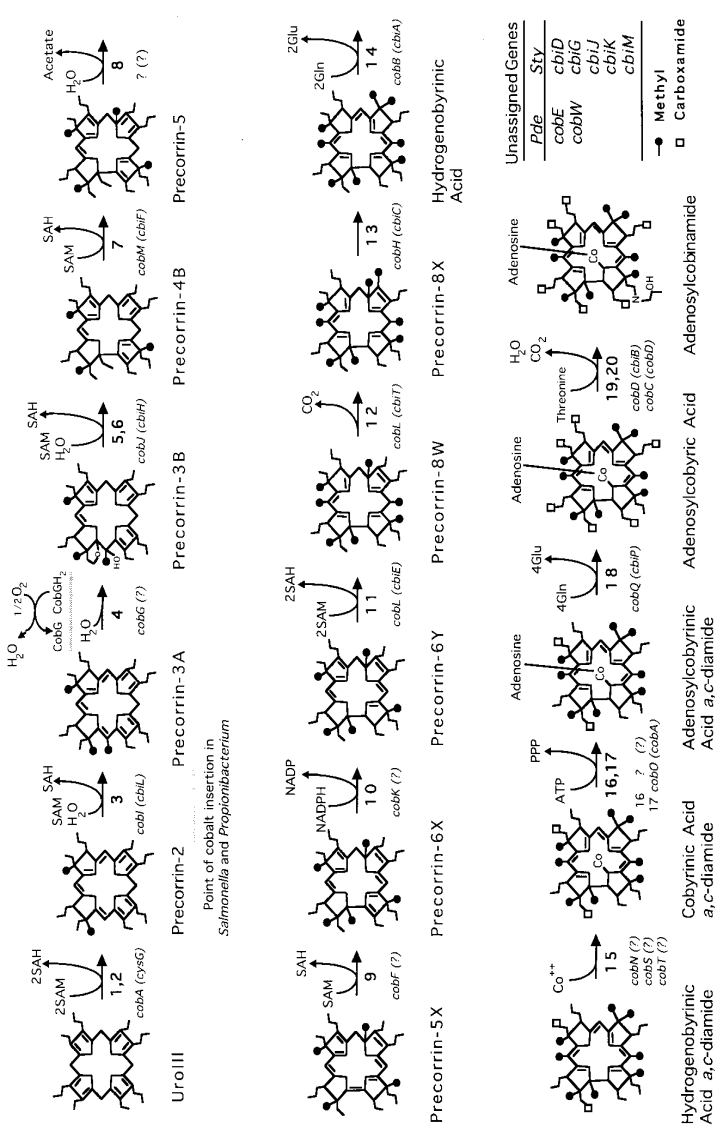 UroIII
2SAM
2SAH
1,2
cobA (cysG)
Precorrin-2
SAM
H2O
SAH
3
cobI (cbiL)
Precorrin-3A
H2O
1/2O2
CobG CobGH2
H2O
4
cobG (?)
Precorrin-3B
SAM
H2O
SAH
5,6
cobJ (cbiH)
Precorrin-4B
SAM
SAH
7
cobM (cbiF)
Precorrin-5
H2O
Acetate
8
? (?)
HO
O
Point of cobalt insertion in
Salmonella and Propionibacterium
Precorrin-5X
SAM
SAH
9
cobF (?)
Precorrin-6X
NADPH
NADP
10
cobK (?)
Precorrin-6Y
2SAM
2SAH
11
cobL (cbiE)
Precorrin-8W
CO2
12
cobL (cbiT)
Precorrin-8X
13
cobH (cbiC)
Hydrogenobyrinic
Acid
2Gln
2Glu
14
cobB (cbiA)
Hydrogenobyrinic
Acid a,c-diamide
Co++
15
cobN (?)
cobS (?)
cobT (?)
Cobyrinic Acid
a,c-diamide
Co
ATP
PPP
16,17
16 ? (?)
17 cobO (cobA)
Adenosylcobyrinic
Acid a,c-diamide
Adenosine
Co
4Gln
4Glu
18
cobQ (cbiP)
Adenosylcobyric Acid
Adenosine
Co
Threonine
H2O
CO2
19,20
cobD (cbiB)
cobC (cobD)
Adenosylcobinamide
Adenosine
Co
N
OH
Unassigned Genes
Pde Sty
cobE cbiD
cobW cbiG
cbiJ
cbiK
cbiM
Methyl
Carboxamide